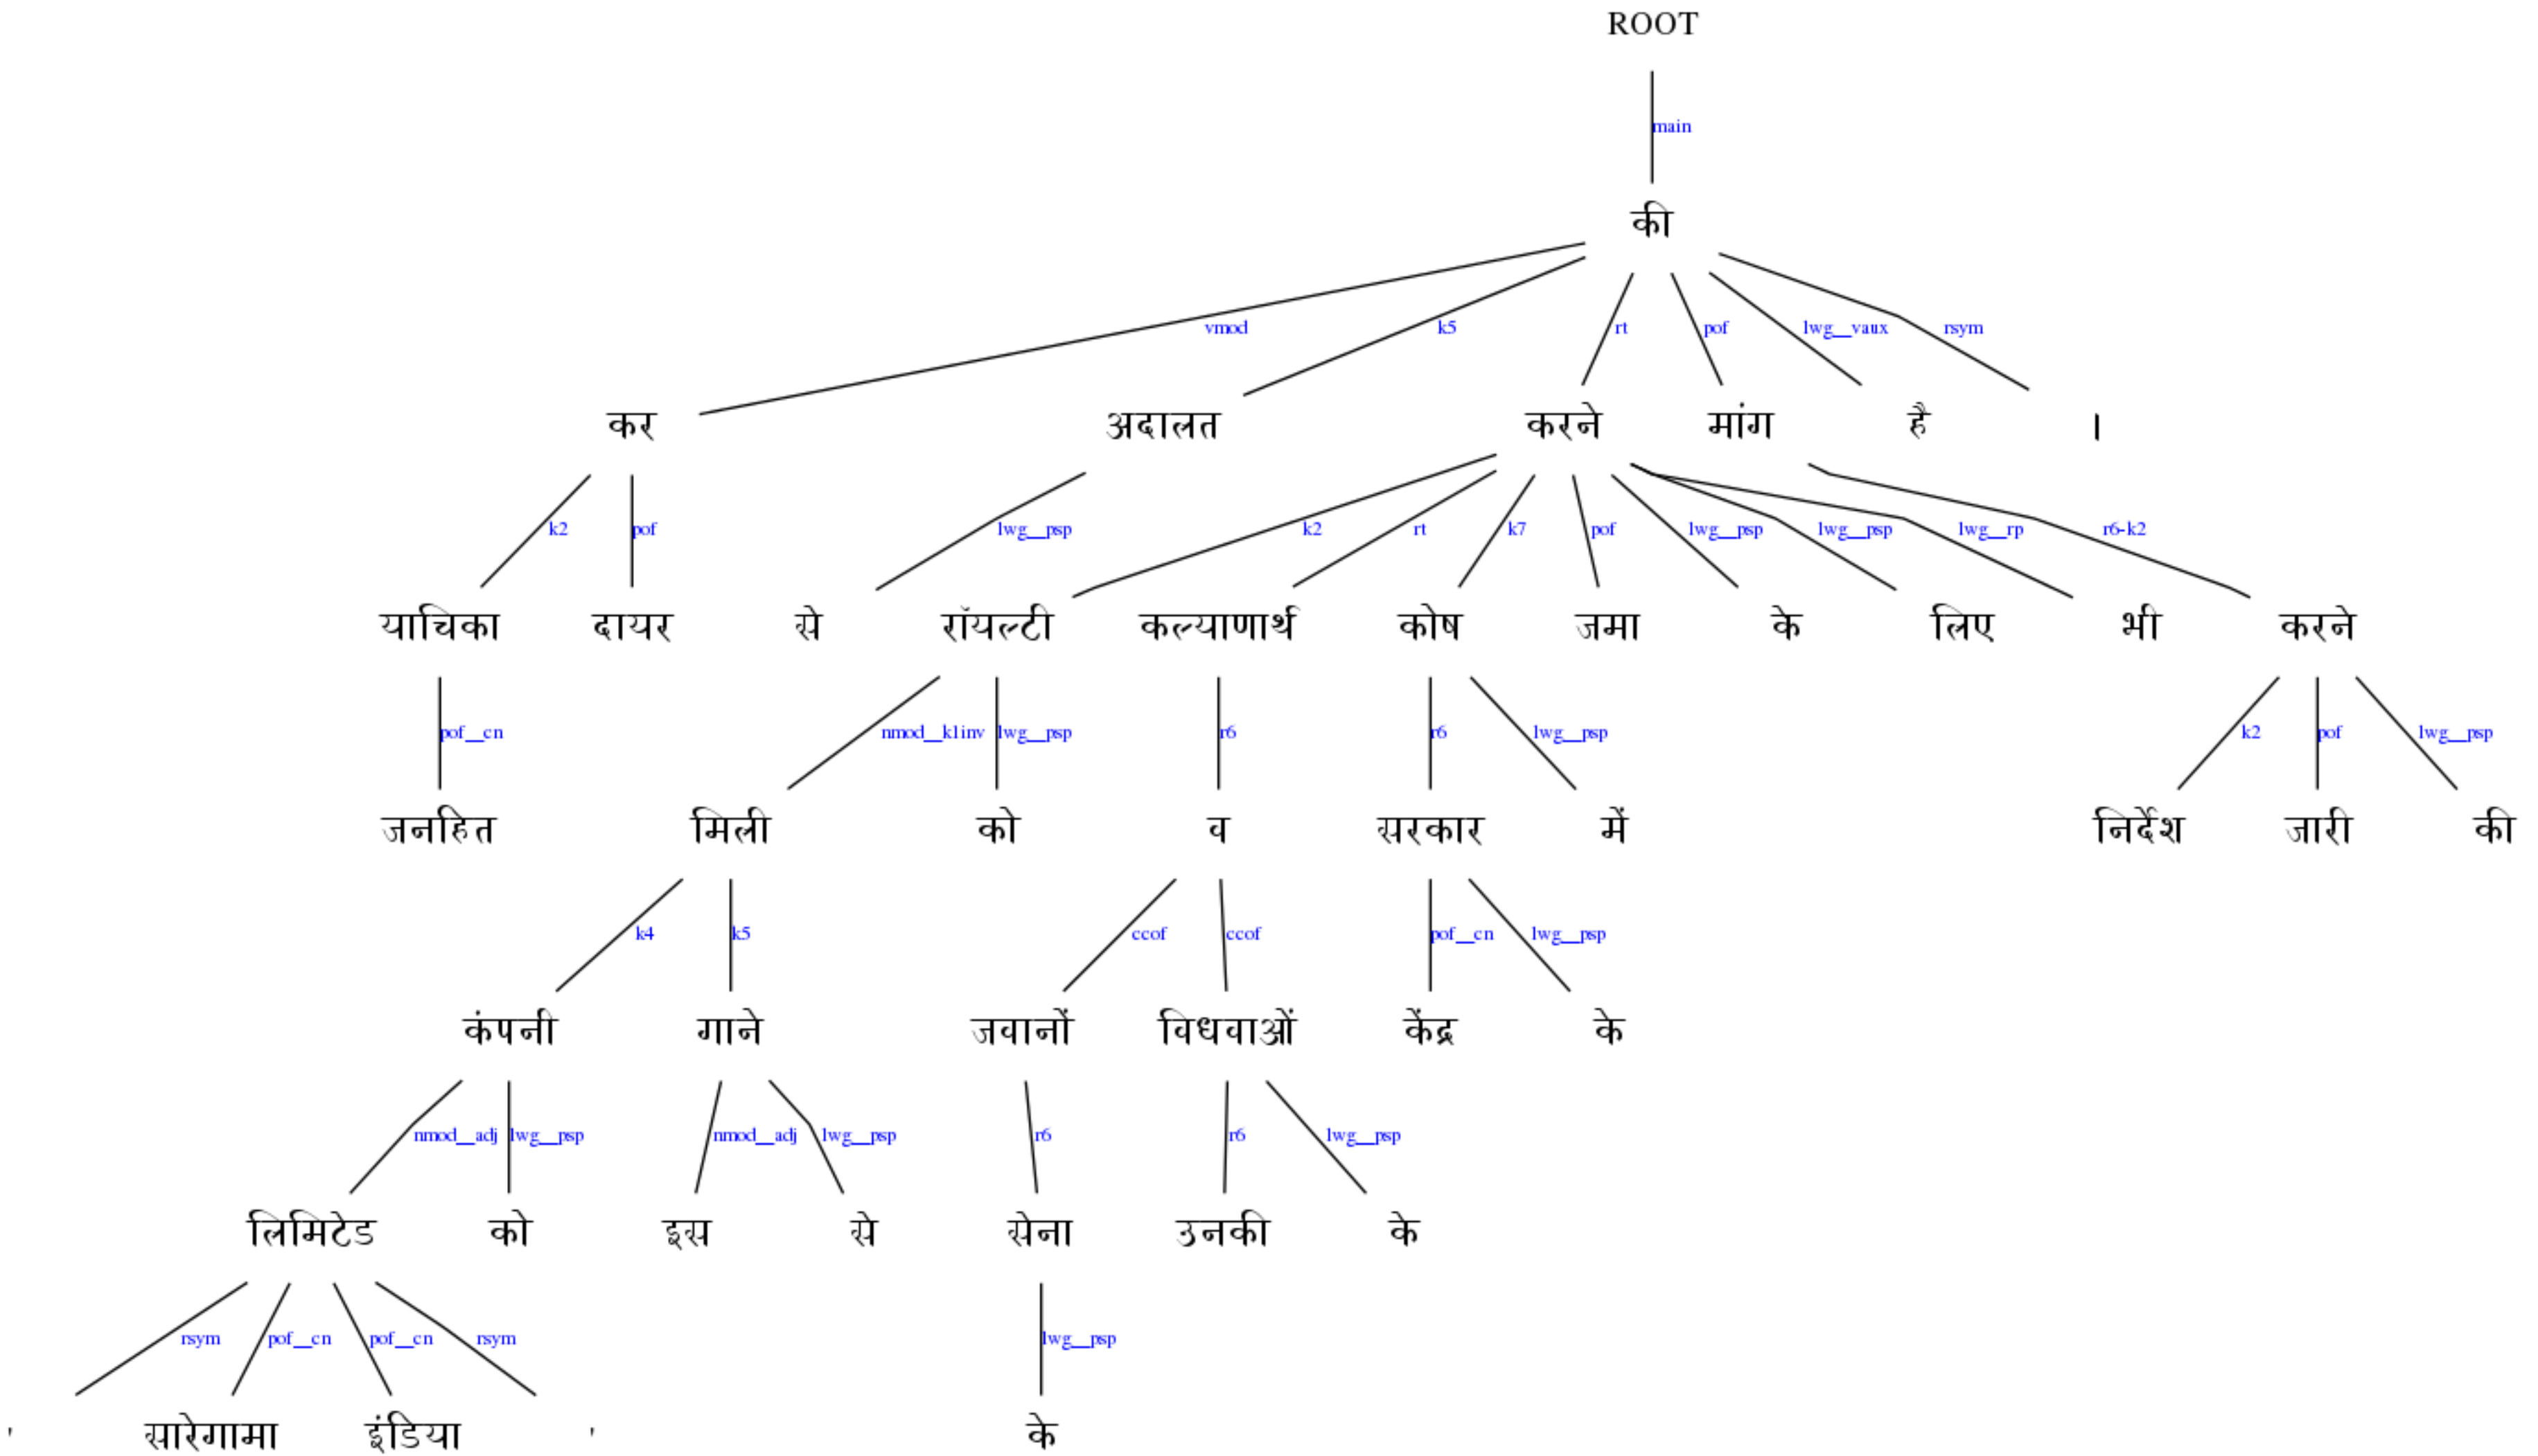 ROOT
main
की
vmod k5 rt pof lwg__vaux rsym
कर अदालत करने मांग है ।
k2 pof lwg__psp k2 rt k7 pof lwg__psp lwg__psp lwg__rp r6-k2
याचिका दायर से रॉयल्टी कल्याणार्थ कोष जमा के लिए भी करने
pof__cn nmod__k1inv lwg__psp r6 r6 lwg__psp k2 pof lwg__psp
जनहित मिली को व सरकार में निर्देश जारी की
k4 k5 ccof ccof pof__cn lwg__psp
कंपनी गाने जवानों विधवाओं केंद्र के
nmod__adj lwg__psp nmod__adj lwg__psp r6 r6 lwg__psp
लिमिटेड को इस से सेना उनकी के
rsym pof__cn pof__cn rsym lwg__psp
' सारेगामा इंडिया ' के